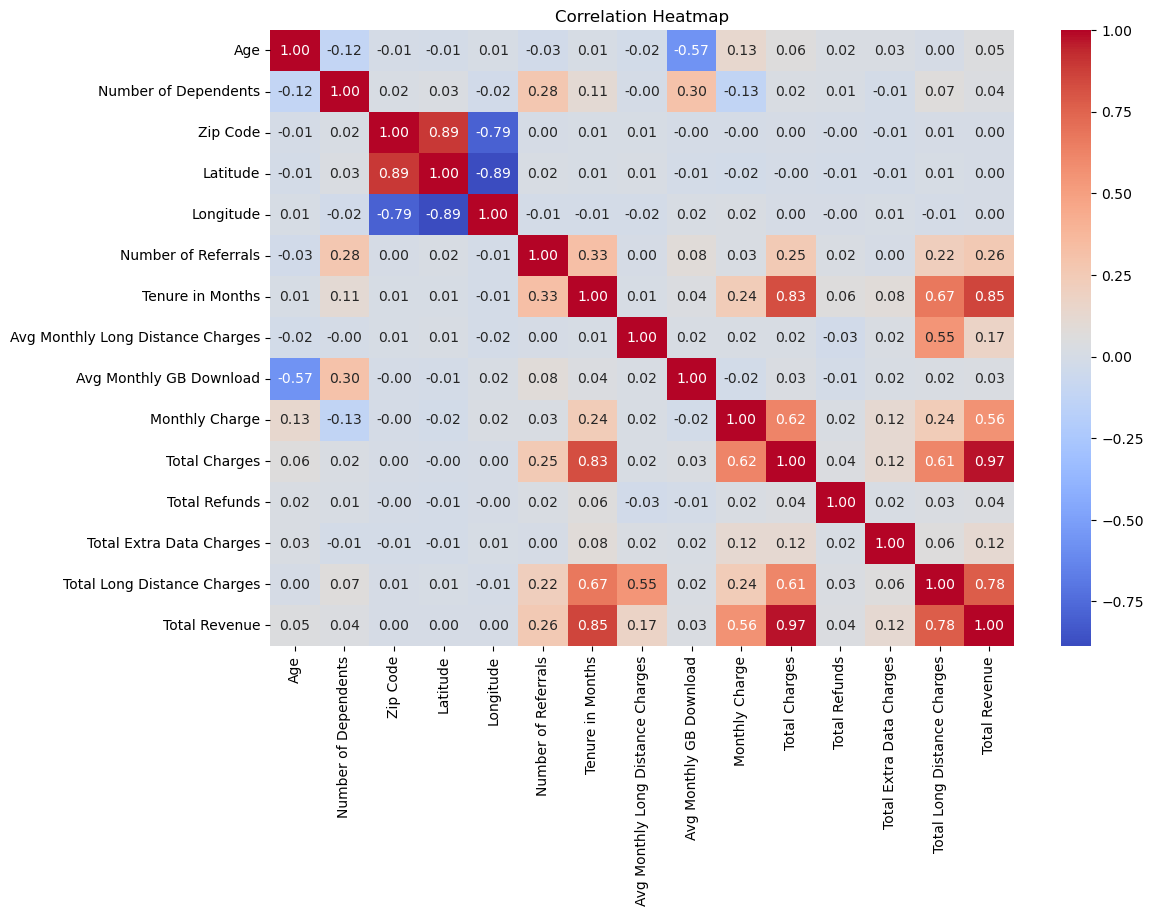 Correlation Heatmap
Age 1.00 -0.12 -0.01 -0.01 0.01 -0.03 0.01 -0.02 -0.57 0.13 0.06 0.02 0.03 0.00 0.05
Number of Dependents -0.12 1.00 0.02 0.03 -0.02 0.28 0.11 -0.00 0.30 -0.13 0.02 0.01 -0.01 0.07 0.04
Zip Code -0.01 0.02 1.00 0.89 -0.79 0.00 0.01 0.01 -0.00 -0.00 0.00 -0.00 -0.01 0.01 0.00
Latitude -0.01 0.03 0.89 1.00 -0.89 0.02 0.01 0.01 -0.01 -0.02 -0.00 -0.01 -0.01 0.01 0.00
Longitude 0.01 -0.02 -0.79 -0.89 1.00 -0.01 -0.01 -0.02 0.02 0.02 0.00 -0.00 0.01 -0.01 0.00
Number of Referrals -0.03 0.28 0.00 0.02 -0.01 1.00 0.33 0.00 0.08 0.03 0.25 0.02 0.00 0.22 0.26
Tenure in Months 0.01 0.11 0.01 0.01 -0.01 0.33 1.00 0.01 0.04 0.24 0.83 0.06 0.08 0.67 0.85
Avg Monthly Long Distance Charges -0.02 -0.00 0.01 0.01 -0.02 0.00 0.01 1.00 0.02 0.02 0.02 -0.03 0.02 0.55 0.17
Avg Monthly GB Download -0.57 0.30 -0.00 -0.01 0.02 0.08 0.04 0.02 1.00 -0.02 0.03 -0.01 0.02 0.02 0.03
Monthly Charge 0.13 -0.13 -0.00 -0.02 0.02 0.03 0.24 0.02 -0.02 1.00 0.62 0.02 0.12 0.24 0.56
Total Charges 0.06 0.02 0.00 -0.00 0.00 0.25 0.83 0.02 0.03 0.62 1.00 0.04 0.12 0.61 0.97
Total Refunds 0.02 0.01 -0.00 -0.01 -0.00 0.02 0.06 -0.03 -0.01 0.02 0.04 1.00 0.02 0.03 0.04
Total Extra Data Charges 0.03 -0.01 -0.01 -0.01 0.01 0.00 0.08 0.02 0.02 0.12 0.12 0.02 1.00 0.06 0.12
Total Long Distance Charges 0.00 0.07 0.01 0.01 -0.01 0.22 0.67 0.55 0.02 0.24 0.61 0.03 0.06 1.00 0.78
Total Revenue 0.05 0.04 0.00 0.00 0.00 0.26 0.85 0.17 0.03 0.56 0.97 0.04 0.12 0.78 1.00
Age
Number of Dependents
Zip Code
Latitude
Longitude
Number of Referrals
Tenure in Months
Avg Monthly Long Distance Charges
Avg Monthly GB Download
Monthly Charge
Total Charges
Total Refunds
Total Extra Data Charges
Total Long Distance Charges
Total Revenue
1.00
0.75
0.50
0.25
0.00
−0.25
−0.50
−0.75